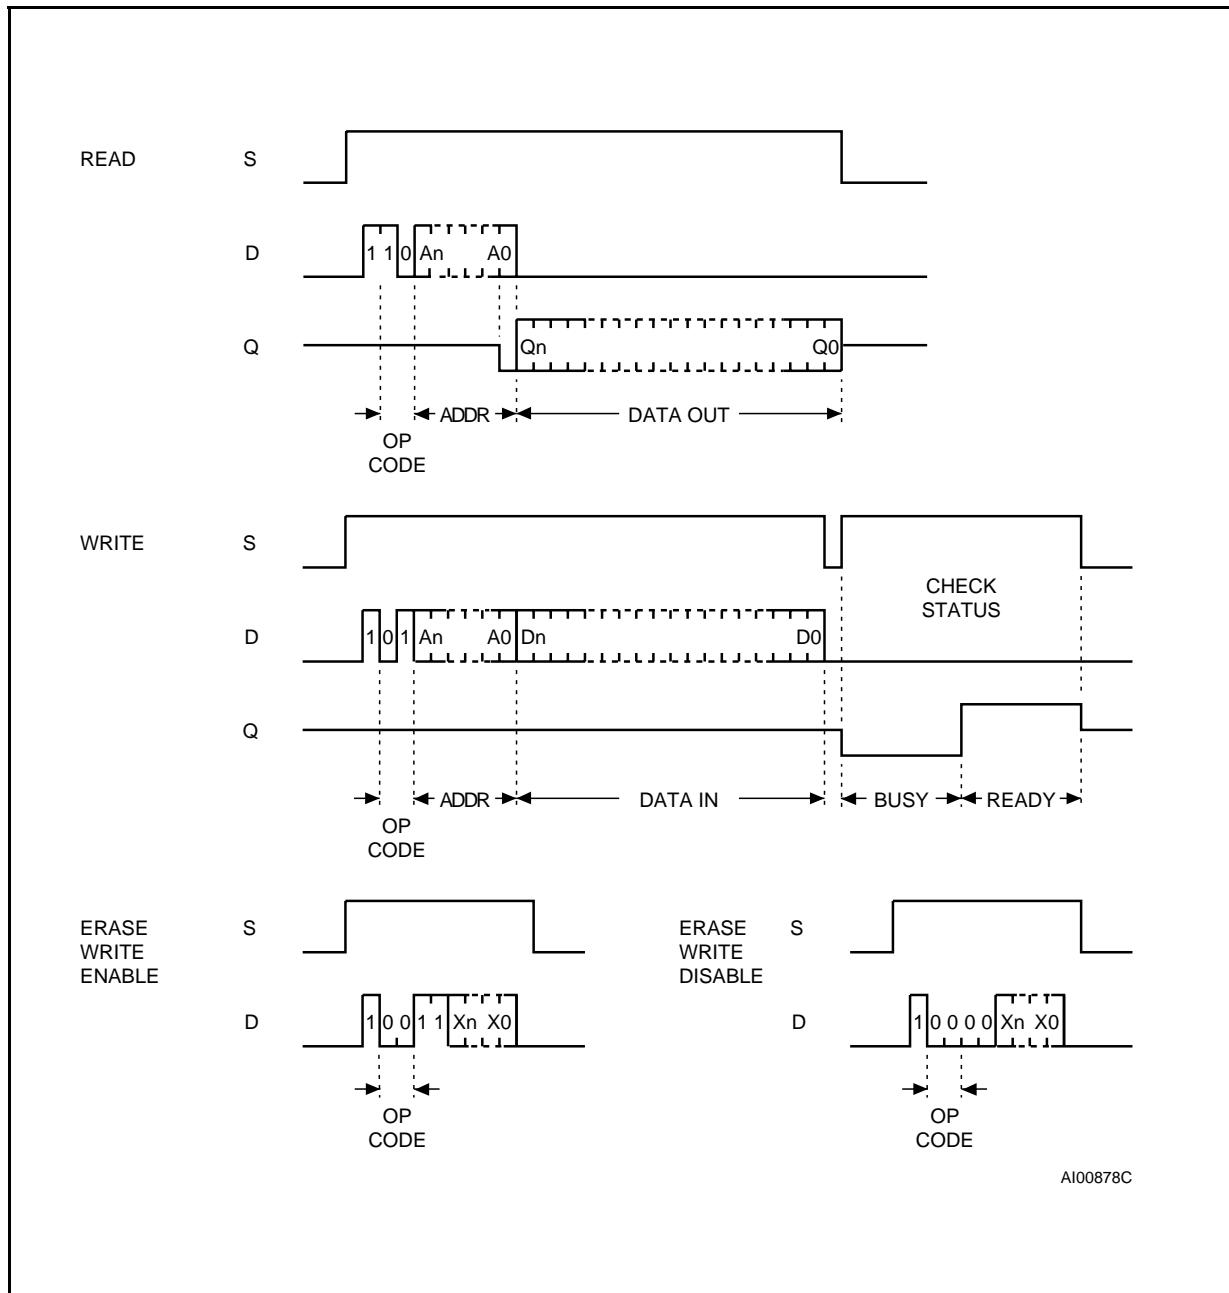 READ S
D
1 1 0 An A0
Q
Qn Q0
ADDR DATA OUT
OP
CODE
WRITE S
CHECK
STATUS
D
1 0 1 An A0 Dn D0
Q
ADDR DATA IN BUSY READY
OP
CODE
ERASE
WRITE
ENABLE
S
D
1 0 0 1 1 Xn X0
OP
CODE
ERASE
WRITE
DISABLE
S
D
1 0 0 0 0 Xn X0
OP
CODE
AI00878C